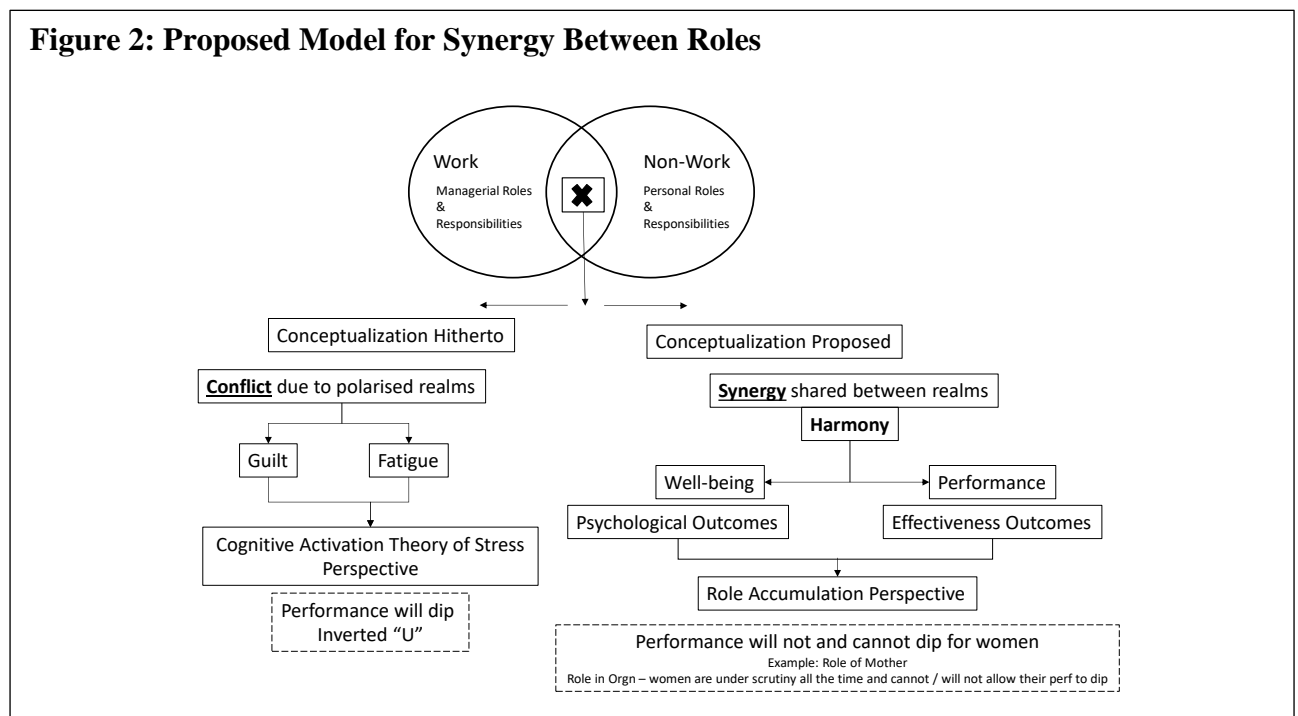 Figure 2: Proposed Model for Synergy Between Roles
Work
Managerial Roles
&
Responsibilities
Non-Work
Personal Roles
&
Responsibilities
Conceptualization Hitherto
Conflict due to polarised realms
Guilt
Fatigue
Cognitive Activation Theory of Stress
Perspective
Performance will dip
Inverted “U”
Conceptualization Proposed
Synergy shared between realms
Harmony
Well-being
Performance
Psychological Outcomes
Effectiveness Outcomes
Role Accumulation Perspective
Performance will not and cannot dip for women
Example: Role of Mother
Role in Orgn – women are under scrutiny all the time and cannot / will not allow their perf to dip